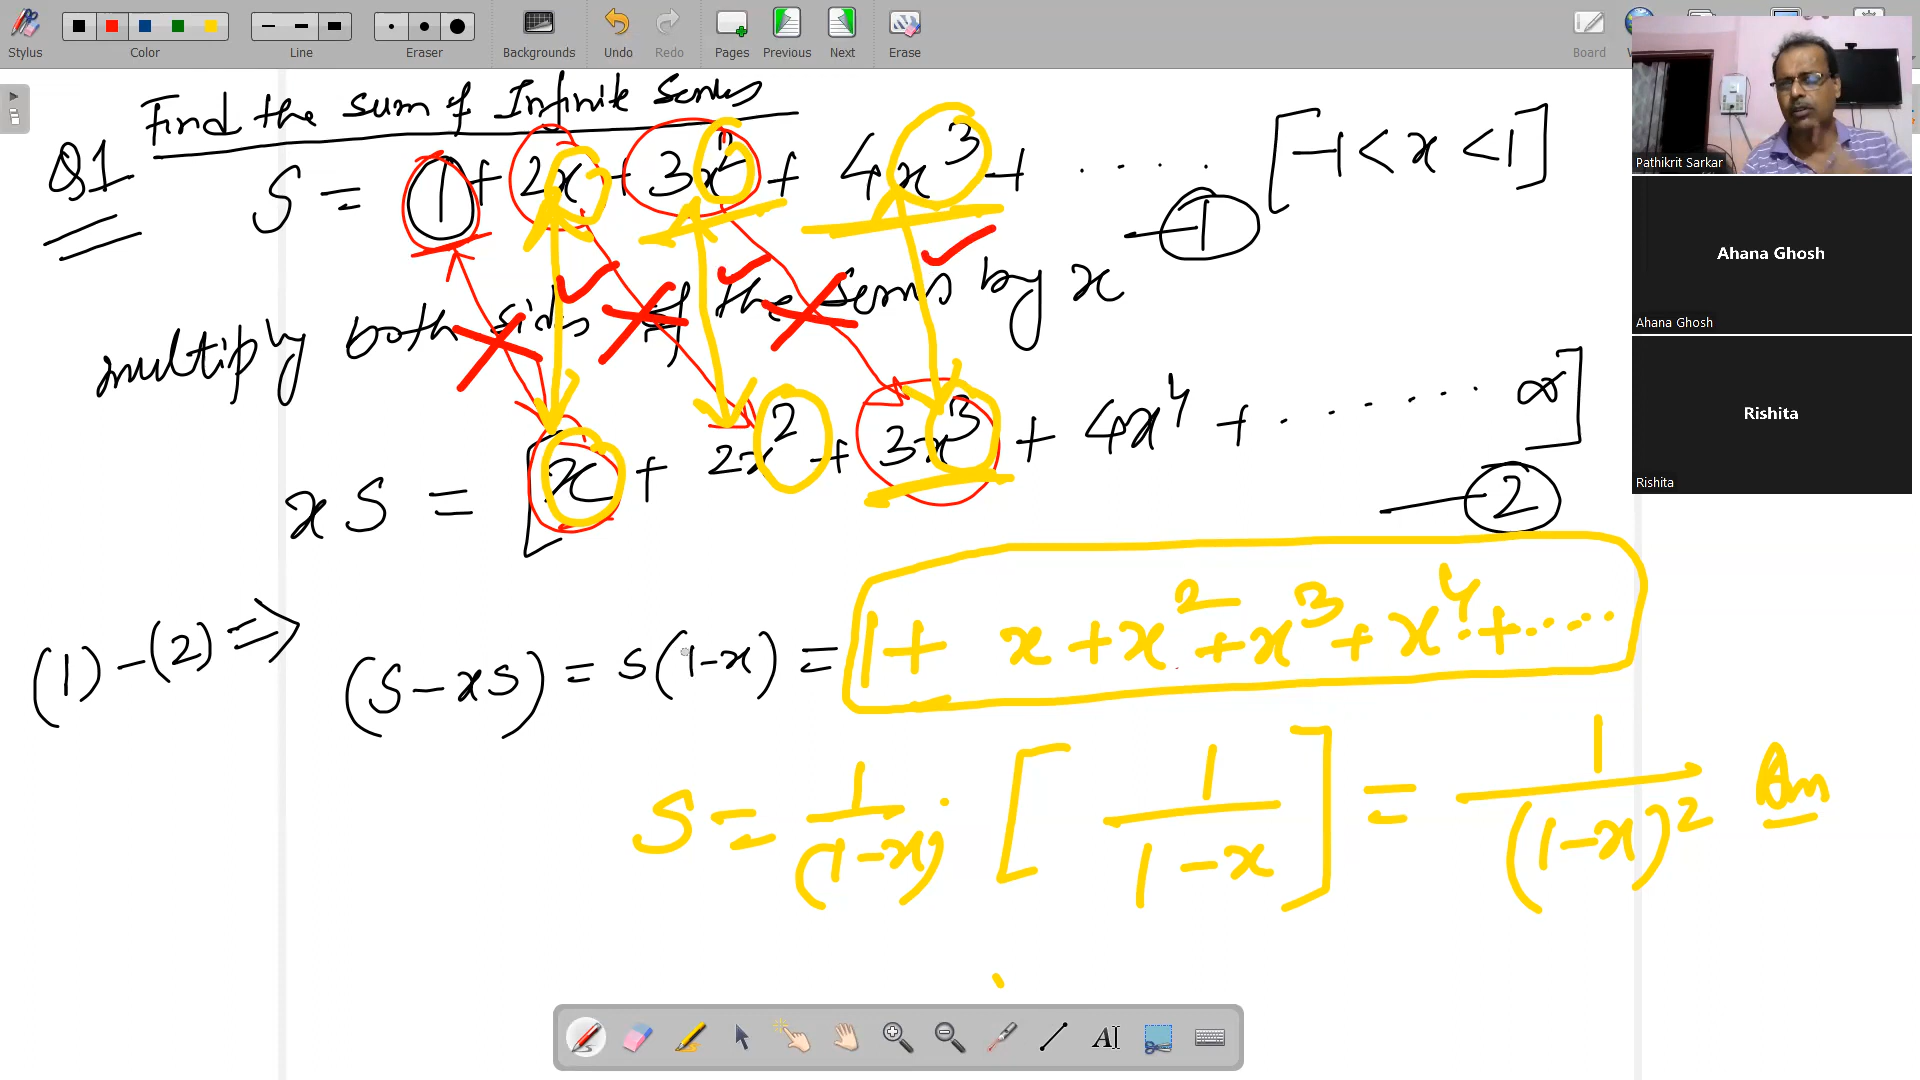 Stylus Color Line Eraser Backgrounds Undo Redo Pages Previous Next Erase Board
Find the sum of Infinite Series
Q1
S = 1 + 2x + 3x² + 4x³ + ..... [-1 < x < 1]
— 1
multiply both sides of the series by x
xS = [x + 2x² + 3x³ + 4x⁴ + ....... ∞]
— 2
(1) - (2) ⇒ (S - xS) = S(1-x) = 1 + x + x² + x³ + x⁴ + .....
S = 1/(1-x) · [1/(1-x)] = 1/(1-x)² Ans
Pathikrit Sarkar
Ahana Ghosh
Ahana Ghosh
Rishita
Rishita
AI